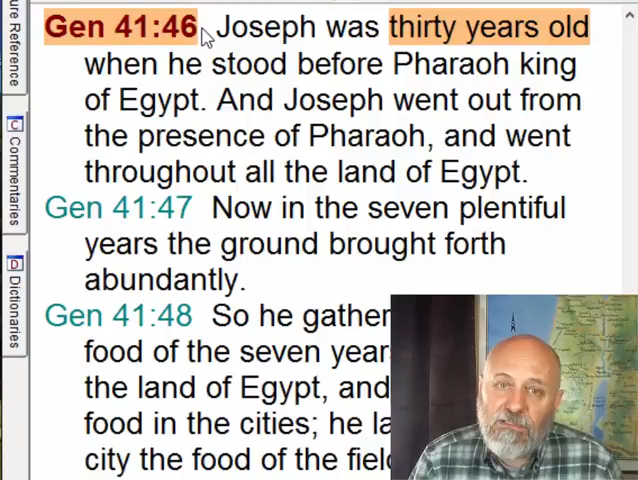 ure Reference
Commentaries
Dictionaries
Gen 41:46 Joseph was thirty years old
when he stood before Pharaoh king
of Egypt. And Joseph went out from
the presence of Pharaoh, and went
throughout all the land of Egypt.
Gen 41:47 Now in the seven plentiful
years the ground brought forth
abundantly.
Gen 41:48 So he gather
food of the seven year
the land of Egypt, and
food in the cities; he la
city the food of the fiel